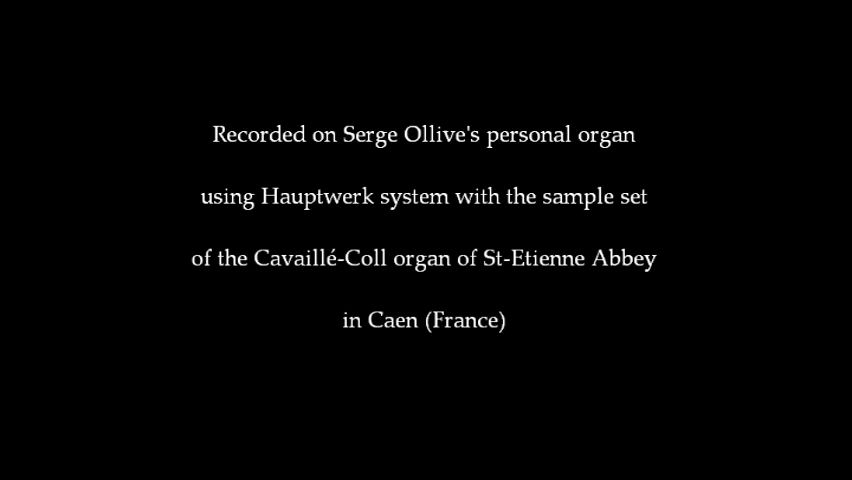 Recorded on Serge Ollive's personal organ
using Hauptwerk system with the sample set
of the Cavaillé-Coll organ of St-Etienne Abbey
in Caen (France)